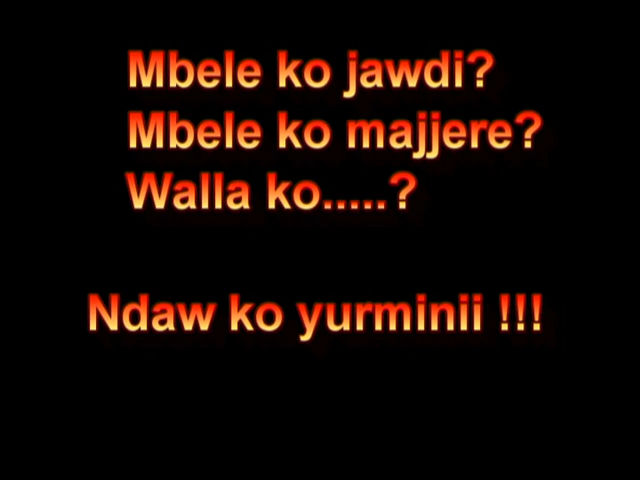 Mbele ko jawdi?
Mbele ko majjere?
Walla ko.....?
Ndaw ko yurminii !!!